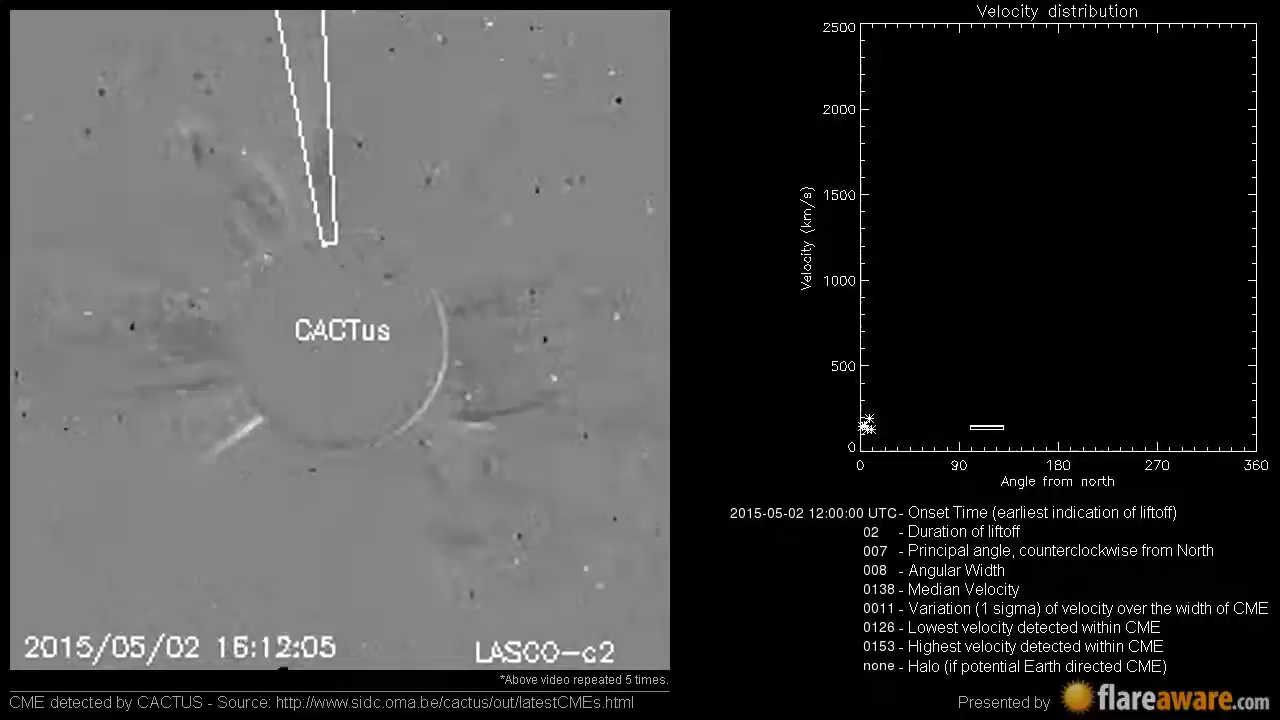 Velocity distribution
2500
2000
1500
1000
500
0
Velocity (km/s)
0 90 180 270 360
Angle from north
CACTus
2015/05/02 16:12:05
LASCO-c2
*Above video repeated 5 times.
CME detected by CACTUS - Source: http://www.sidc.oma.be/cactus/out/latestCMEs.html
2015-05-02 12:00:00 UTC - Onset Time (earliest indication of liftoff)
02 - Duration of liftoff
007 - Principal angle, counterclockwise from North
008 - Angular Width
0138 - Median Velocity
0011 - Variation (1 sigma) of velocity over the width of CME
0126 - Lowest velocity detected within CME
0153 - Highest velocity detected within CME
none - Halo (if potential Earth directed CME)
Presented by flareaware.com